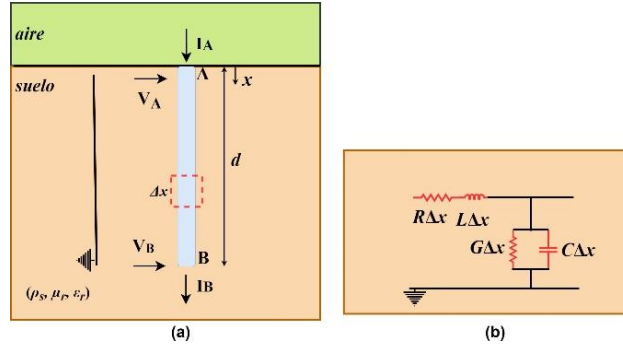 aire
I_A
suelo
A
x
V_A
d
Δx
V_B
B
I_B
(ρ_s, μ_r, ε_r)
(a)
RΔx LΔx
GΔx CΔx
(b)